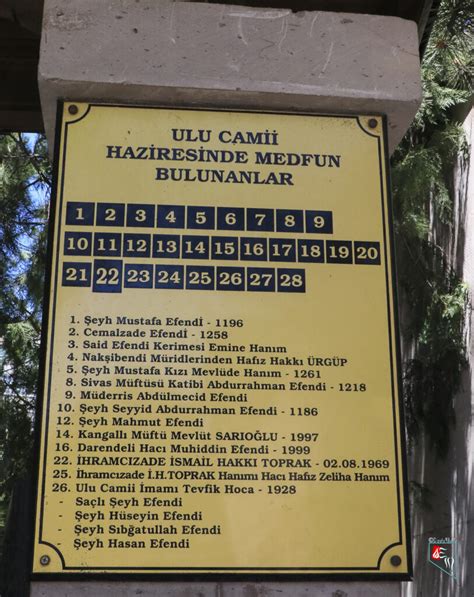 ULU CAMİİ
HAZİRESİNDE MEDFUN
BULUNANLAR
1 2 3 4 5 6 7 8 9
10 11 12 13 14 15 16 17 18 19 20
21 22 23 24 25 26 27 28
1. Şeyh Mustafa Efendi - 1196
2. Cemalzade Efendi - 1258
3. Said Efendi Kerimesi Emine Hanım
4. Nakşibendi Müridlerinden Hafız Hakkı ÜRGÜP
5. Şeyh Mustafa Kızı Mevlüde Hanım - 1261
8. Sivas Müftüsü Katibi Abdurrahman Efendi - 1218
9. Müderris Abdülmecid Efendi
10. Şeyh Seyyid Abdurrahman Efendi - 1186
12. Şeyh Mahmut Efendi
14. Kangallı Müftü Mevlüt SARIOĞLU - 1997
16. Darendeli Hacı Muhiddin Efendi - 1999
22. İHRAMCIZADE İSMAİL HAKKI TOPRAK - 02.08.1969
25. İhramcızade İ.H.TOPRAK Hanımı Hacı Hafız Zeliha Hanım
26. Ulu Camii İmamı Tevfik Hoca - 1928
- Saçlı Şeyh Efendi
- Şeyh Hüseyin Efendi
- Şeyh Sıbğatullah Efendi
- Şeyh Hasan Efendi